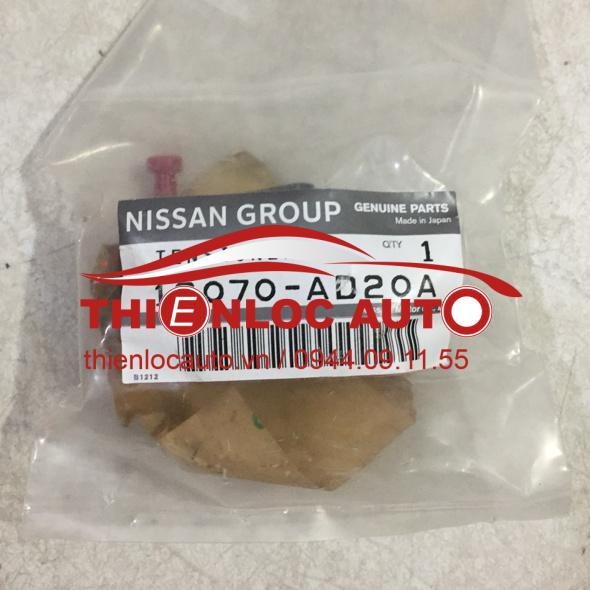 NISSAN GROUP
GENUINE PARTS
Made in Japan
QTY 1
13070-AD20A
THIENLOC AUTO
thienlocauto.vn / 0944.09.11.55
B1212